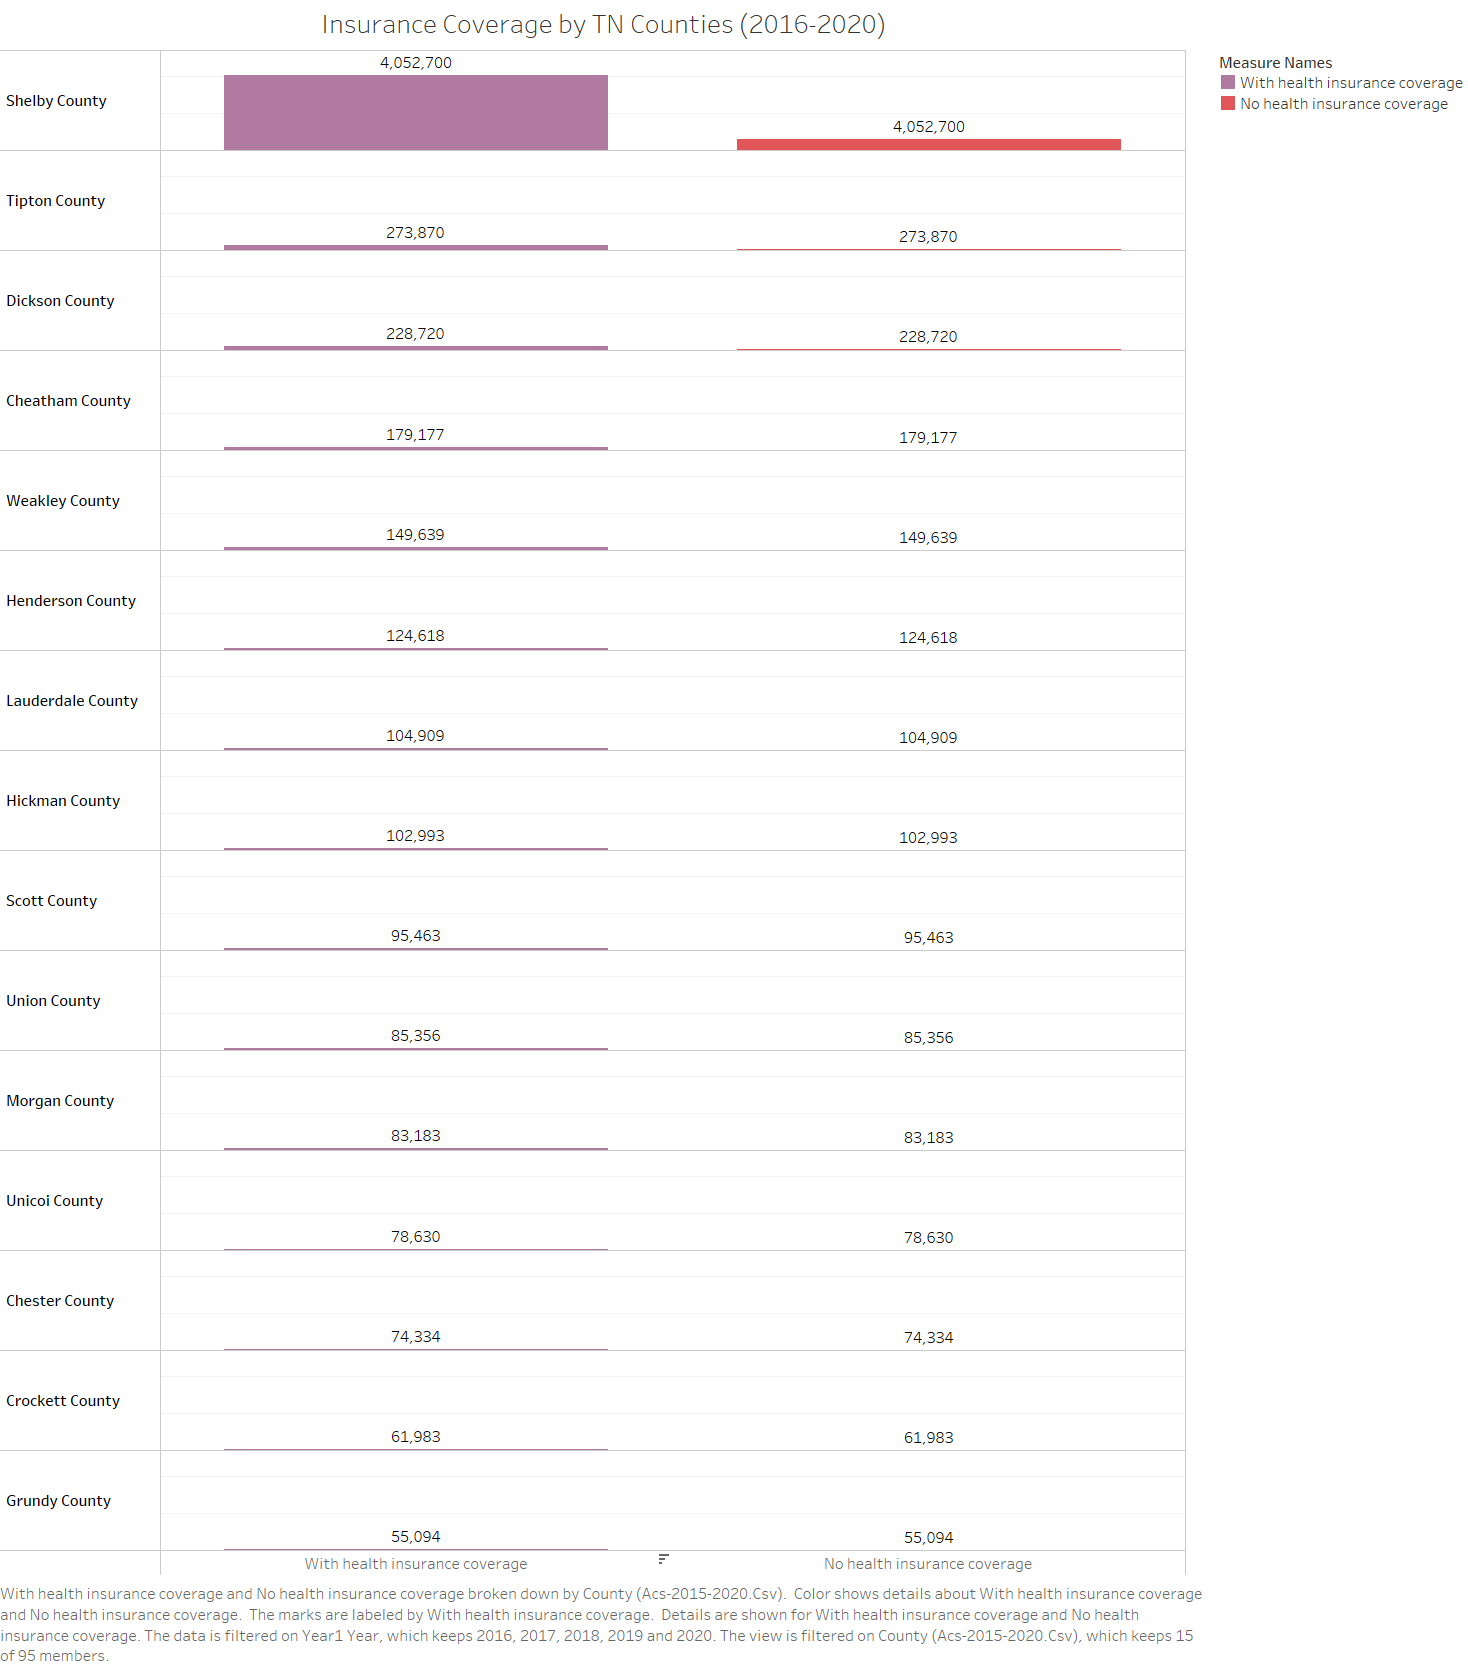 Insurance Coverage by TN Counties (2016-2020)
Measure Names
With health insurance coverage
No health insurance coverage
Shelby County
4,052,700
4,052,700
Tipton County
273,870
273,870
Dickson County
228,720
228,720
Cheatham County
179,177
179,177
Weakley County
149,639
149,639
Henderson County
124,618
124,618
Lauderdale County
104,909
104,909
Hickman County
102,993
102,993
Scott County
95,463
95,463
Union County
85,356
85,356
Morgan County
83,183
83,183
Unicoi County
78,630
78,630
Chester County
74,334
74,334
Crockett County
61,983
61,983
Grundy County
55,094
55,094
With health insurance coverage
No health insurance coverage
With health insurance coverage and No health insurance coverage broken down by County (Acs-2015-2020.Csv).  Color shows details about With health insurance coverage
and No health insurance coverage.  The marks are labeled by With health insurance coverage.  Details are shown for With health insurance coverage and No health
insurance coverage. The data is filtered on Year1 Year, which keeps 2016, 2017, 2018, 2019 and 2020. The view is filtered on County (Acs-2015-2020.Csv), which keeps 15
of 95 members.